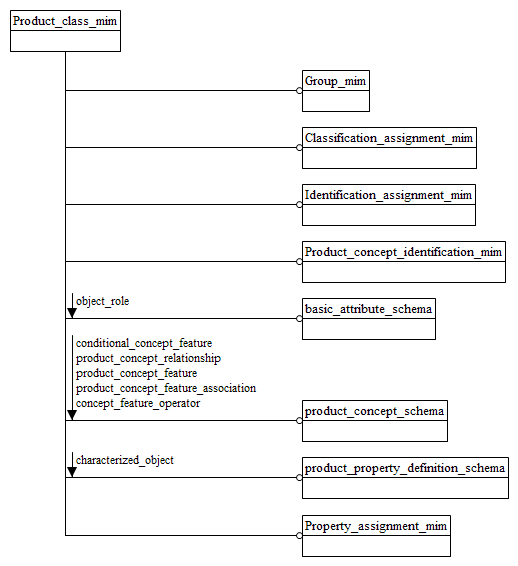 Product_class_mim
Group_mim
Classification_assignment_mim
Identification_assignment_mim
Product_concept_identification_mim
object_role
basic_attribute_schema
conditional_concept_feature
product_concept_relationship
product_concept_feature
product_concept_feature_association
concept_feature_operator
product_concept_schema
characterized_object
product_property_definition_schema
Property_assignment_mim